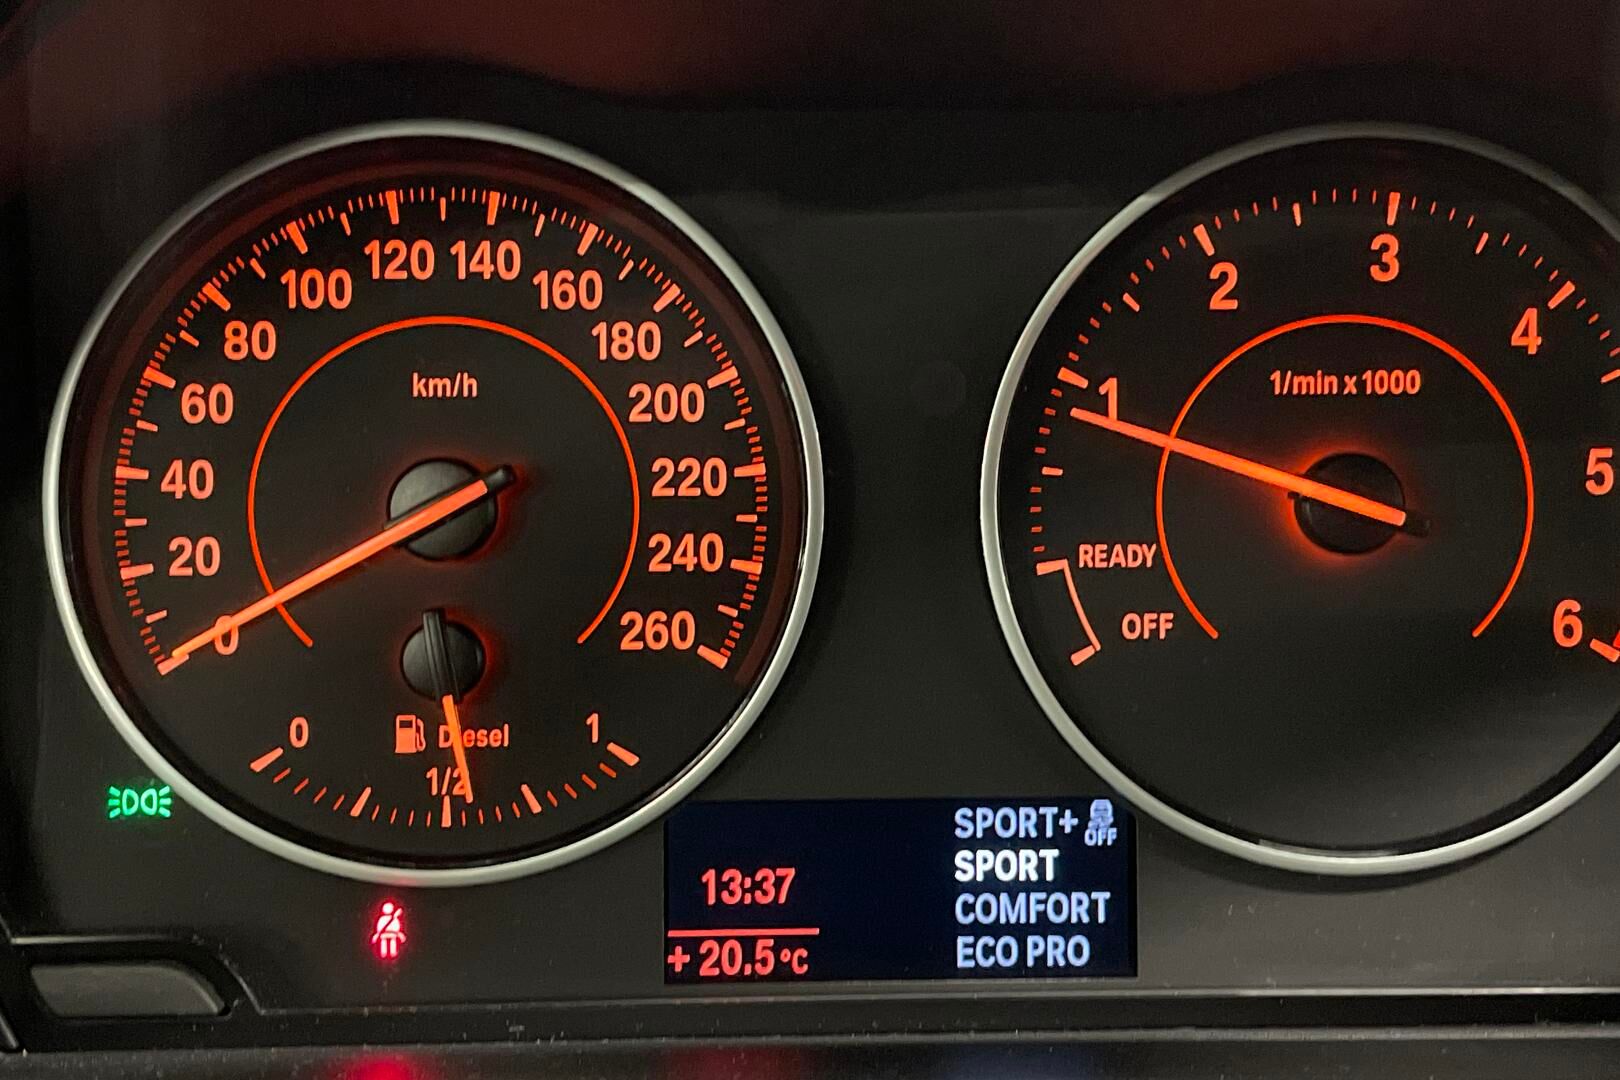 120 140
100 160
80 180
60 200
40 220
20 240
0 260
km/h
0 1
Diesel
1/2
3
2
4
1
5
6
1/min x 1000
READY
OFF
13:37
+ 20.5 °C
SPORT+ OFF
SPORT
COMFORT
ECO PRO